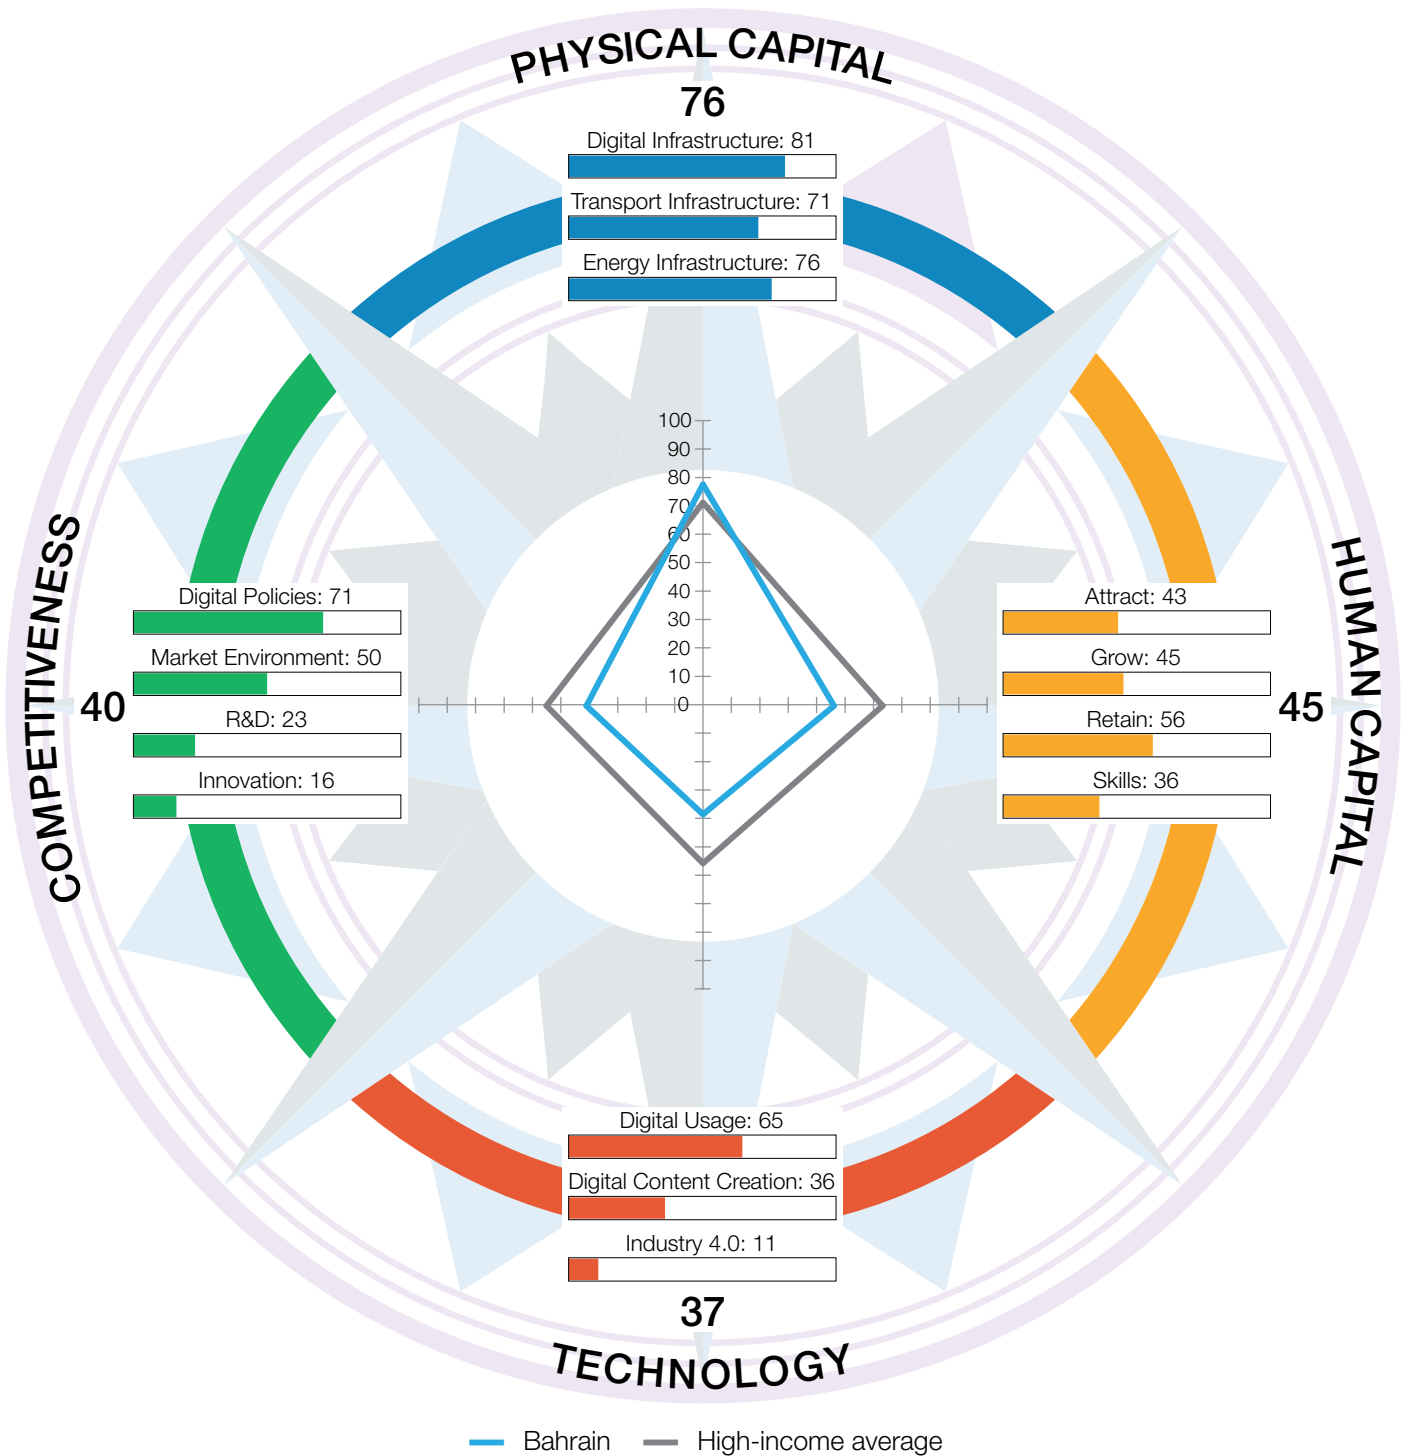 PHYSICAL CAPITAL
76
Digital Infrastructure: 81
Transport Infrastructure: 71
Energy Infrastructure: 76
100
90
80
70
60
50
40
30
20
10
0
COMPETITIVENESS
40
Digital Policies: 71
Market Environment: 50
R&D: 23
Innovation: 16
HUMAN CAPITAL
45
Attract: 43
Grow: 45
Retain: 56
Skills: 36
Digital Usage: 65
Digital Content Creation: 36
Industry 4.0: 11
37
TECHNOLOGY
Bahrain
High-income average